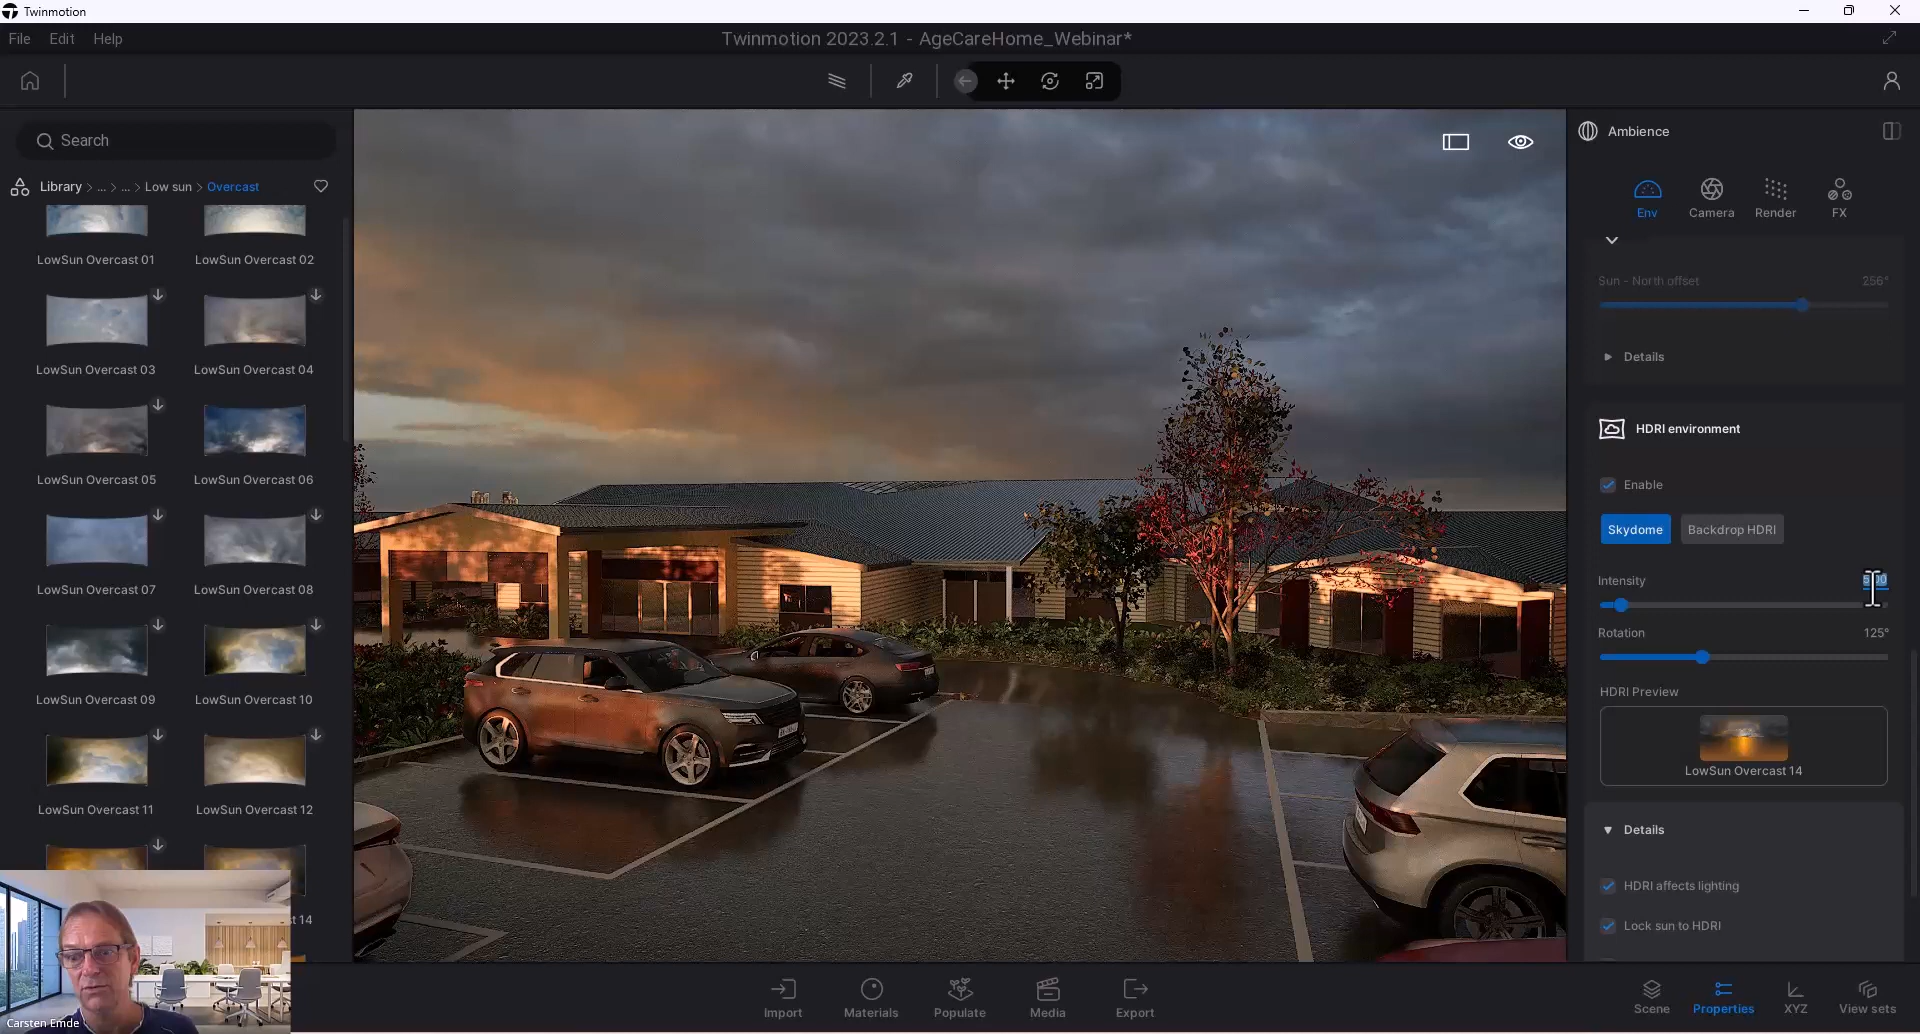 Twinmotion
File Edit Help
Twinmotion 2023.2.1 - AgeCareHome_Webinar*
Search
Library > ... > ... > Low sun > Overcast
LowSun Overcast 01
LowSun Overcast 02
LowSun Overcast 03
LowSun Overcast 04
LowSun Overcast 05
LowSun Overcast 06
LowSun Overcast 07
LowSun Overcast 08
LowSun Overcast 09
LowSun Overcast 10
LowSun Overcast 11
LowSun Overcast 12
14
Carsten Emde
Import
Materials
Populate
Media
Export
Ambience
Env
Camera
Render
FX
Sun - North offset 256°
Details
HDRI environment
Enable
Skydome
Backdrop HDRI
Intensity
Rotation 125°
HDRI Preview
LowSun Overcast 14
Details
HDRI affects lighting
Lock sun to HDRI
Scene
Properties
XYZ
View sets